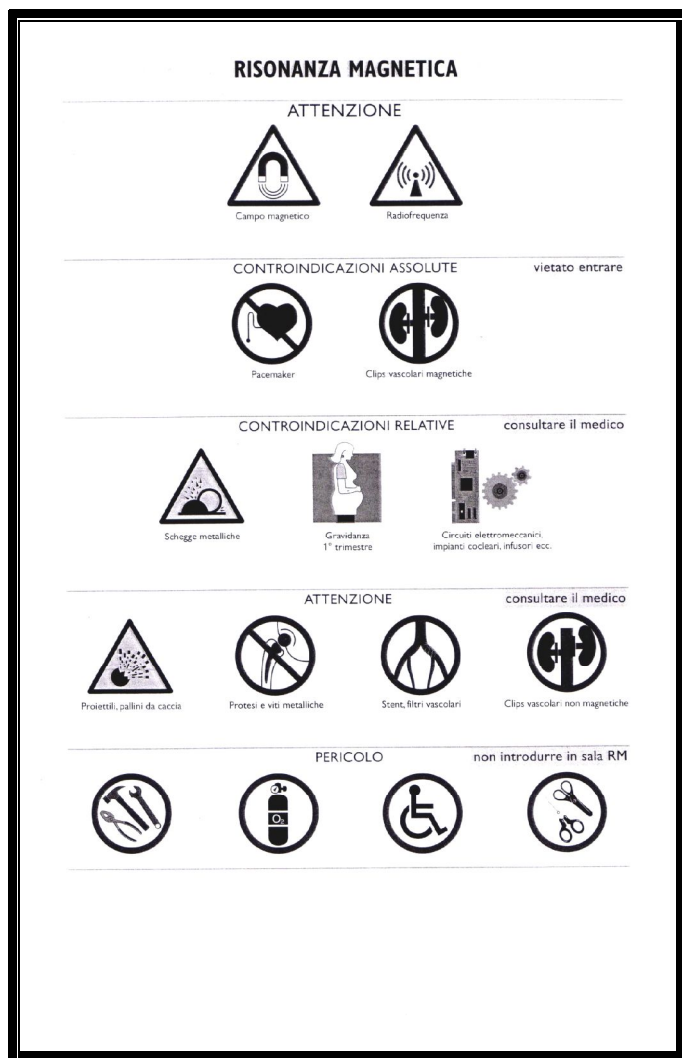 RISONANZA MAGNETICA
ATTENZIONE
Campo magnetico
Radiofrequenza
CONTROINDICAZIONI ASSOLUTE
vietato entrare
Pacemaker
Clips vascolari magnetiche
CONTROINDICAZIONI RELATIVE
consultare il medico
Schegge metalliche
Gravidanza
1° trimestre
Circuiti elettromeccanici,
impianti cocleari, infusori ecc.
ATTENZIONE
consultare il medico
Proiettili, pallini da caccia
Protesi e viti metalliche
Stent, filtri vascolari
Clips vascolari non magnetiche
PERICOLO
non introdurre in sala RM
O₂